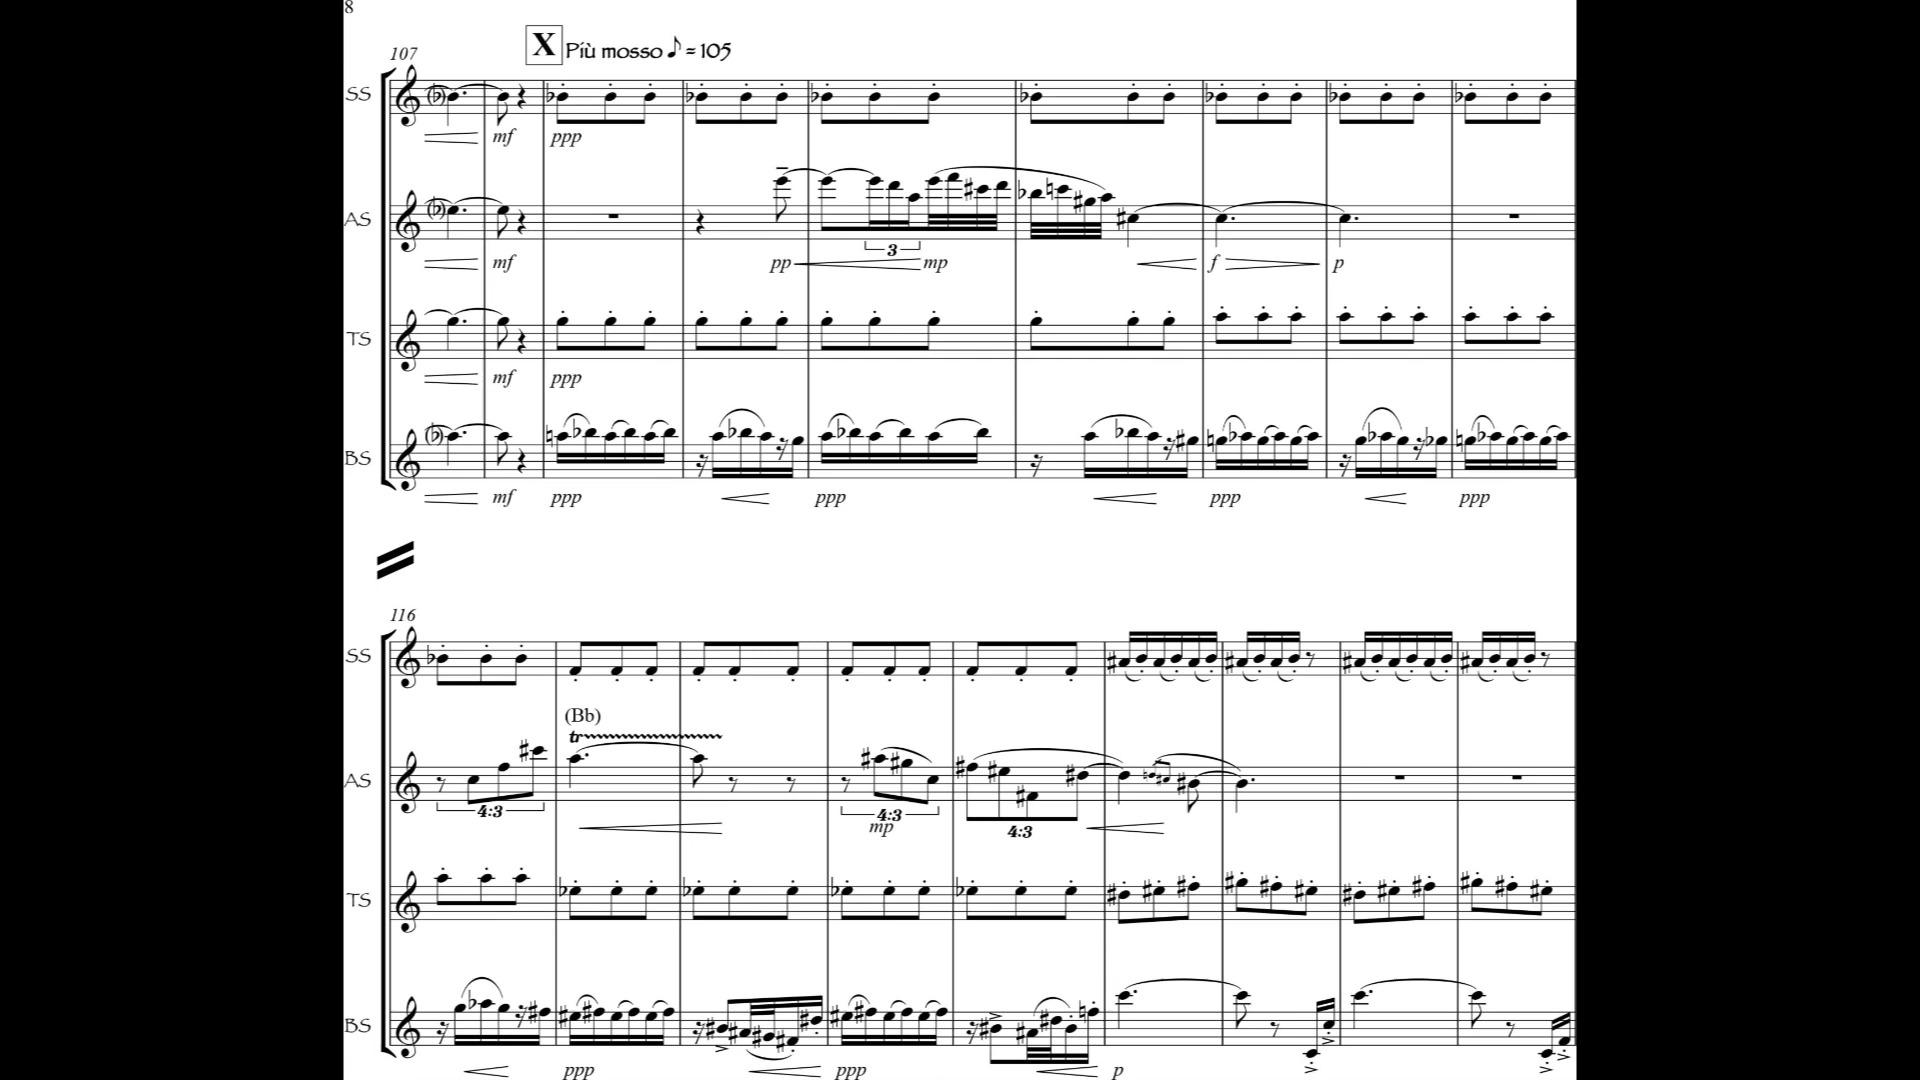 8
107
X Più mosso ♪ = 105
SS
mf ppp
AS
3
mf pp mp f p
TS
mf ppp
BS
mf ppp ppp ppp ppp
116
SS
(Bb)
tr
AS
4:3 4:3 4:3
mp
TS
BS
ppp ppp p